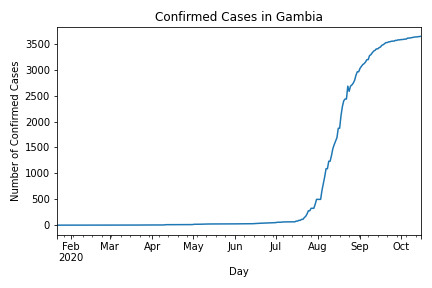 Confirmed Cases in Gambia
Number of Confirmed Cases
3500
3000
2500
2000
1500
1000
500
0
Feb Mar Apr May Jun Jul Aug Sep Oct
2020
Day